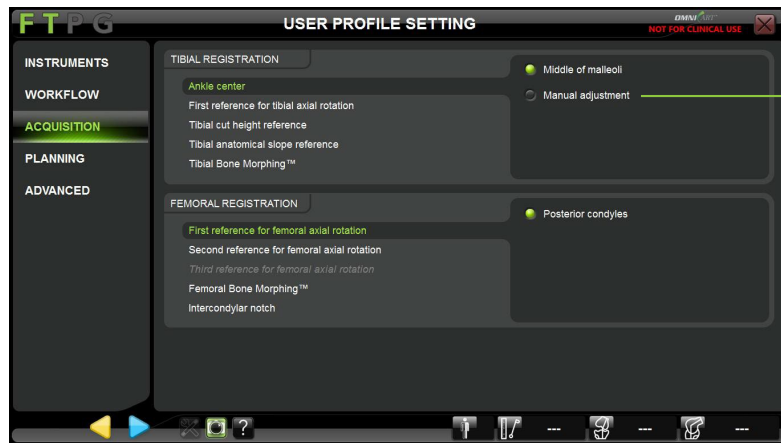 FTPG
USER PROFILE SETTING
OMNI ART
NOT FOR CLINICAL USE
INSTRUMENTS
WORKFLOW
ACQUISITION
PLANNING
ADVANCED
TIBIAL REGISTRATION
Ankle center
First reference for tibial axial rotation
Tibial cut height reference
Tibial anatomical slope reference
Tibial Bone Morphing™
Middle of malleoli
Manual adjustment
FEMORAL REGISTRATION
First reference for femoral axial rotation
Second reference for femoral axial rotation
Third reference for femoral axial rotation
Femoral Bone Morphing™
Intercondylar notch
Posterior condyles
? --- --- ---